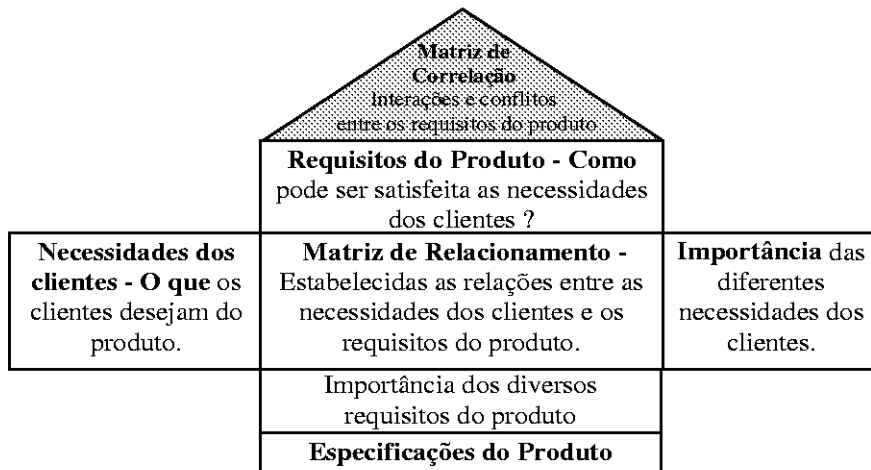 Matriz de
Correlação
Interações e conflitos
entre os requisitos do produto
Requisitos do Produto - Como
pode ser satisfeita as necessidades
dos clientes ?
Necessidades dos
clientes - O que os
clientes desejam do
produto.
Matriz de Relacionamento -
Estabelecidas as relações entre as
necessidades dos clientes e os
requisitos do produto.
Importância das
diferentes
necessidades dos
clientes.
Importância dos diversos
requisitos do produto
Especificações do Produto